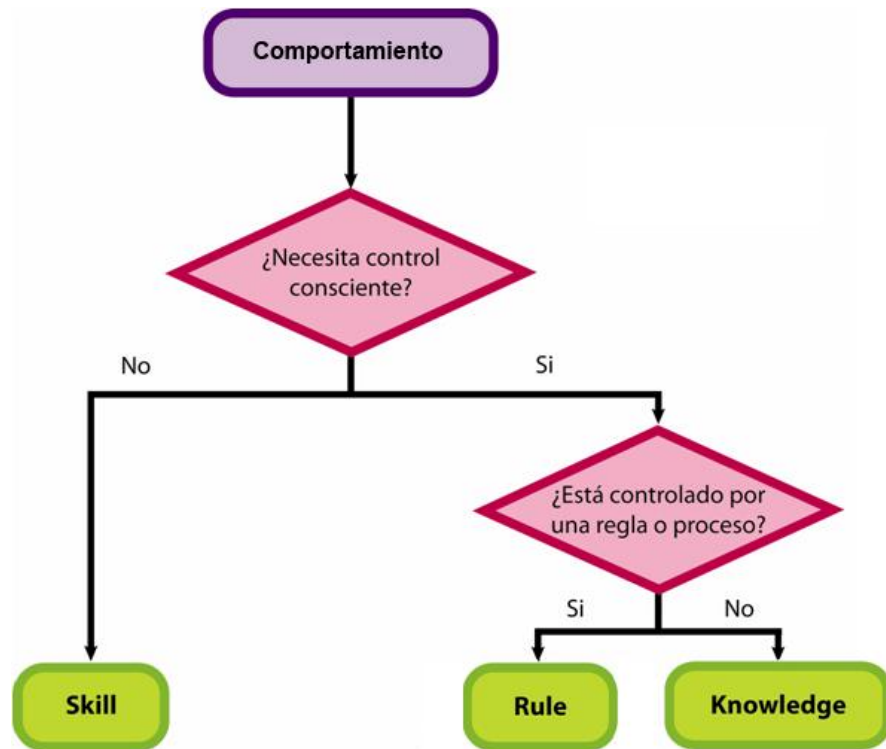 Comportamiento
¿Necesita control
consciente?
No
Si
¿Está controlado por
una regla o proceso?
Si
No
Skill
Rule
Knowledge